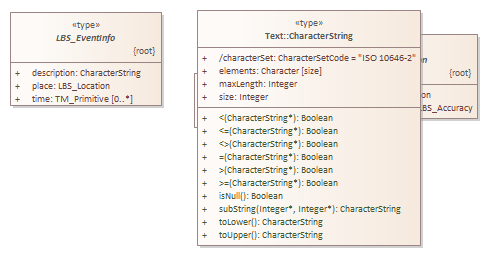 «type»
LBS_EventInfo
{root}
+ description: CharacterString
+ place: LBS_Location
+ time: TM_Primitive [0..*]
«type»
Text::CharacterString
+ /characterSet: CharacterSetCode = "ISO 10646-2"
+ elements: Character [size]
+ maxLength: Integer
+ size: Integer
+ <(CharacterString*): Boolean
+ <=(CharacterString*): Boolean
+ <>(CharacterString*): Boolean
+ =(CharacterString*): Boolean
+ >(CharacterString*): Boolean
+ >=(CharacterString*): Boolean
+ isNull(): Boolean
+ subString(Integer*, Integer*): CharacterString
+ toLower(): CharacterString
+ toUpper(): CharacterString
{root}
LBS_Accuracy